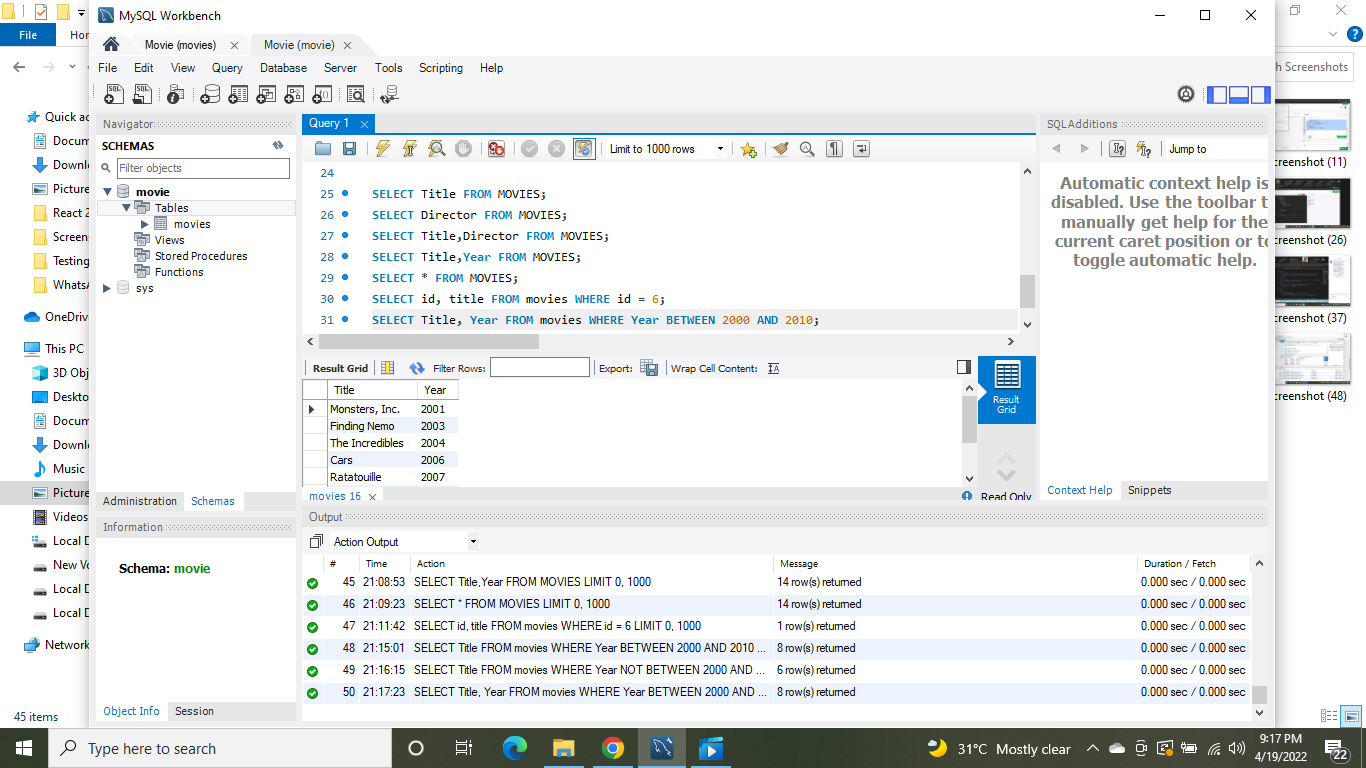 MySQL Workbench
File
Hor
Movie (movies)
Movie (movie)
File Edit View Query Database Server Tools Scripting Help
h Screenshots
Quick ac
Docum
Downl
Picture
React 2
Screen
Testing
Whats
OneDriv
This PC
3D Obj
Deskto
Docum
Downl
Music
Picture
Videos
Local D
New Vo
Local D
Local D
Network
45 items
Navigator
SCHEMAS
Filter objects
movie
Tables
movies
Views
Stored Procedures
Functions
sys
Administration Schemas
Information
Schema: movie
Object Info Session
Query 1
Limit to 1000 rows
24
25 SELECT Title FROM MOVIES;
26 SELECT Director FROM MOVIES;
27 SELECT Title,Director FROM MOVIES;
28 SELECT Title,Year FROM MOVIES;
29 SELECT * FROM MOVIES;
30 SELECT id, title FROM movies WHERE id = 6;
31 SELECT Title, Year FROM movies WHERE Year BETWEEN 2000 AND 2010;
Result Grid Filter Rows: Export: Wrap Cell Content:
Title Year
Monsters, Inc. 2001
Finding Nemo 2003
The Incredibles 2004
Cars 2006
Ratatouille 2007
Result
Grid
movies 16
Read Only
SQLAdditions
Jump to
Automatic context help is
disabled. Use the toolbar t
manually get help for the
current caret position or to
toggle automatic help.
Context Help Snippets
creenshot (11)
creenshot (26)
creenshot (37)
creenshot (48)
Output
Action Output
# Time Action Message Duration / Fetch
45 21:08:53 SELECT Title,Year FROM MOVIES LIMIT 0, 1000 14 row(s) returned 0.000 sec / 0.000 sec
46 21:09:23 SELECT * FROM MOVIES LIMIT 0, 1000 14 row(s) returned 0.000 sec / 0.000 sec
47 21:11:42 SELECT id, title FROM movies WHERE id = 6 LIMIT 0, 1000 1 row(s) returned 0.000 sec / 0.000 sec
48 21:15:01 SELECT Title FROM movies WHERE Year BETWEEN 2000 AND 2010 ... 8 row(s) returned 0.000 sec / 0.000 sec
49 21:16:15 SELECT Title FROM movies WHERE Year NOT BETWEEN 2000 AND ... 6 row(s) returned 0.000 sec / 0.000 sec
50 21:17:23 SELECT Title, Year FROM movies WHERE Year BETWEEN 2000 AND ... 8 row(s) returned 0.000 sec / 0.000 sec
Type here to search
31°C Mostly clear
9:17 PM
4/19/2022
22